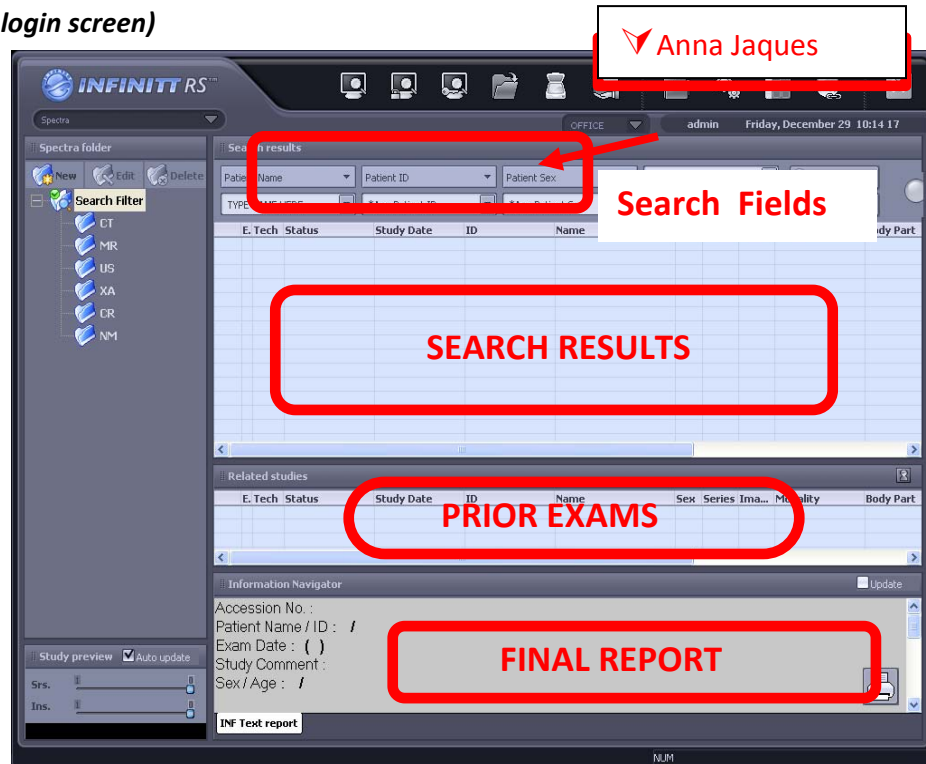 login screen)
⮟ Anna Jaques
INFINITT RS™
Spectra
OFFICE
admin Friday, December 29 10:14 17
Spectra folder
New Edit Delete
Search Filter
CT
MR
US
XA
CR
NM
Search results
Patient Name Patient ID Patient Sex
Search Fields
E. Tech Status Study Date ID Name Body Part
SEARCH RESULTS
Related studies
E. Tech Status Study Date ID Name Sex Series Ima... Modality Body Part
PRIOR EXAMS
Information Navigator Update
Accession No. :
Patient Name / ID : /
Exam Date : ( )
Study Comment :
Sex / Age : /
FINAL REPORT
INF Text report
Study preview Auto update
Srs. 1
Ins. 1
NUM